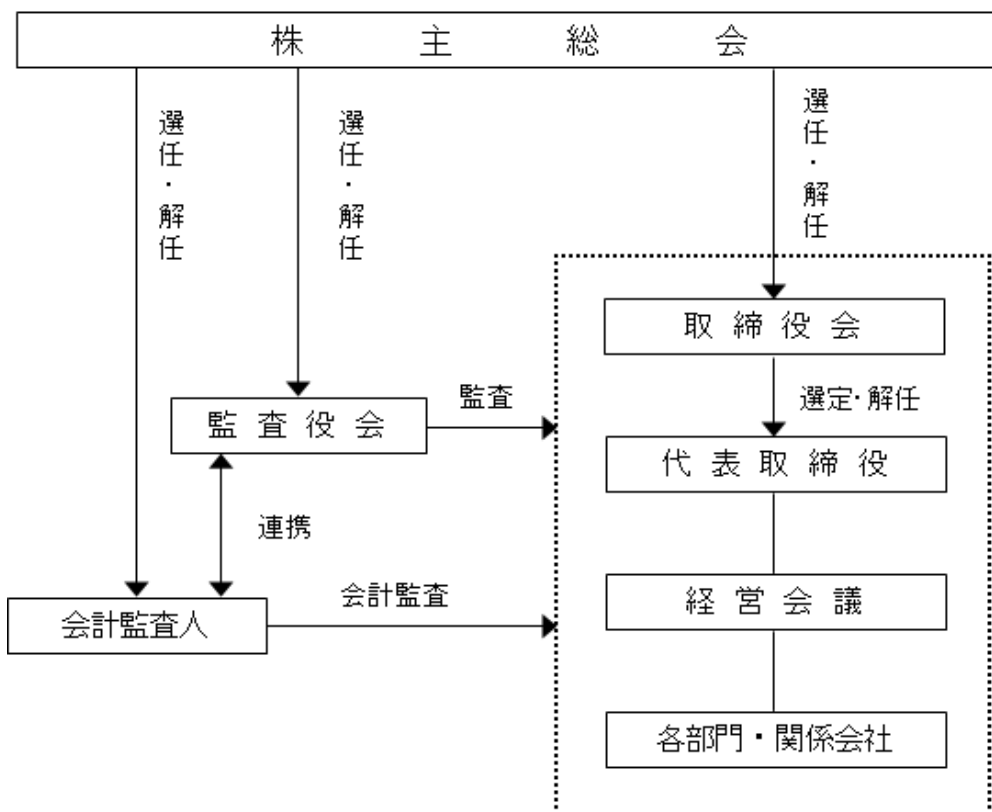 株主総会
選任・解任
選任・解任
選任・解任
取締役会
選定・解任
監査役会
監査
代表取締役
連携
会計監査
経営会議
会計監査人
各部門・関係会社